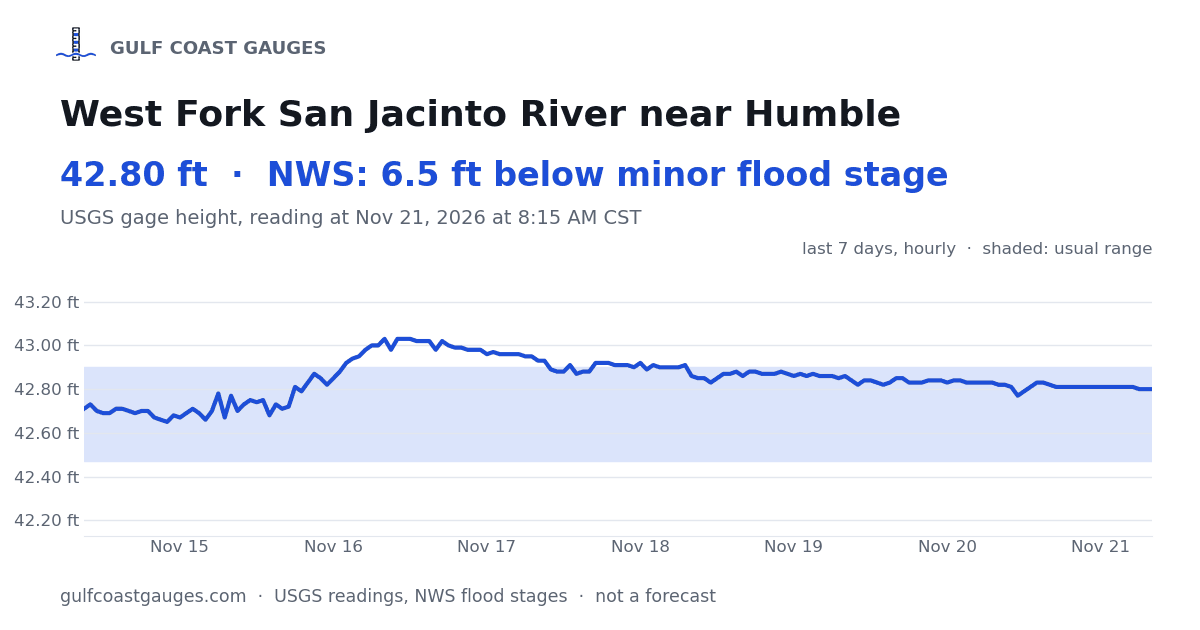 GULF COAST GAUGES
West Fork San Jacinto River near Humble
42.80 ft · NWS: 6.5 ft below minor flood stage
USGS gage height, reading at Nov 21, 2026 at 8:15 AM CST
last 7 days, hourly · shaded: usual range
43.20 ft
43.00 ft
42.80 ft
42.60 ft
42.40 ft
42.20 ft
Nov 15 Nov 16 Nov 17 Nov 18 Nov 19 Nov 20 Nov 21
gulfcoastgauges.com · USGS readings, NWS flood stages · not a forecast